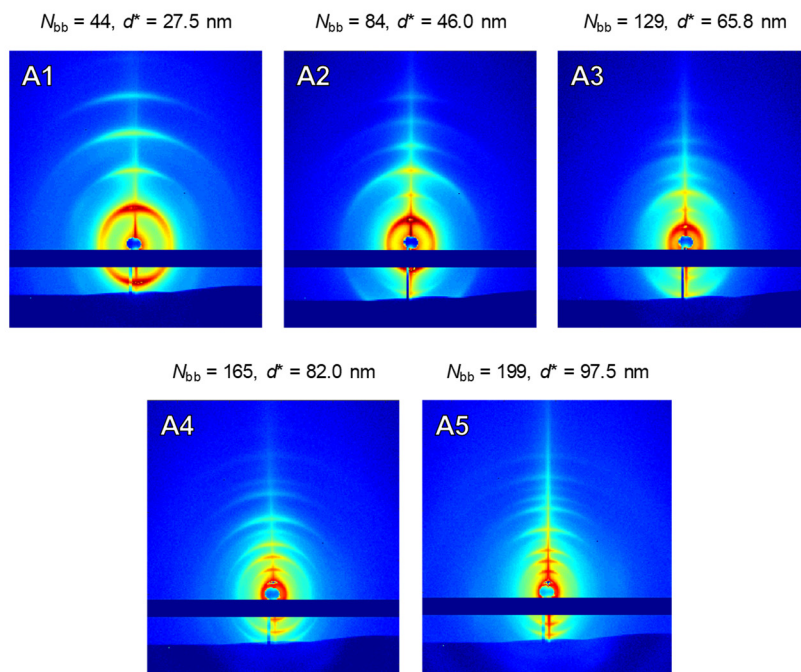 N_bb = 44, d* = 27.5 nm
N_bb = 84, d* = 46.0 nm
N_bb = 129, d* = 65.8 nm
A1
A2
A3
N_bb = 165, d* = 82.0 nm
N_bb = 199, d* = 97.5 nm
A4
A5